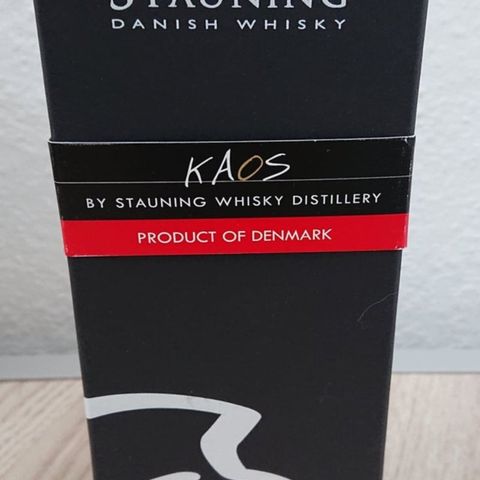 STAUNING
DANISH WHISKY
KAOS
BY STAUNING WHISKY DISTILLERY
PRODUCT OF DENMARK